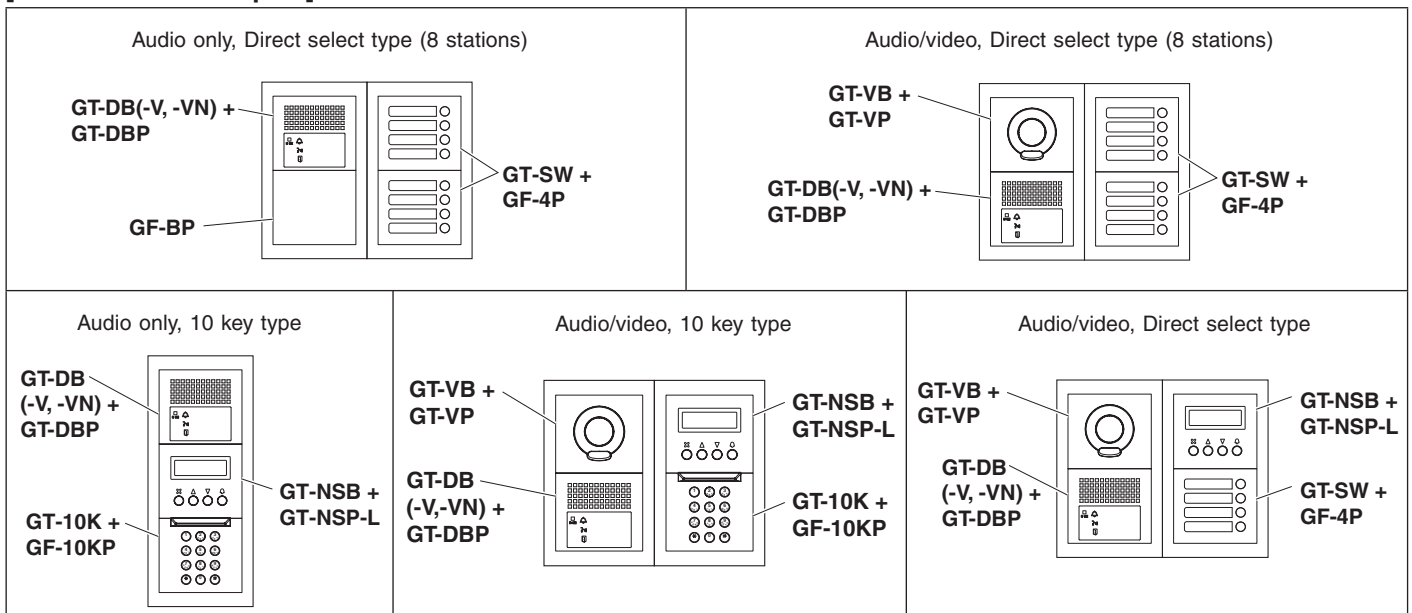 Audio only, Direct select type (8 stations)
GT-DB(-V, -VN) +
GT-DBP
GF-BP
GT-SW +
GF-4P
Audio/video, Direct select type (8 stations)
GT-VB +
GT-VP
GT-DB(-V, -VN) +
GT-DBP
GT-SW +
GF-4P
Audio only, 10 key type
GT-DB
(-V, -VN) +
GT-DBP
GT-10K +
GF-10KP
GT-NSB +
GT-NSP-L
Audio/video, 10 key type
GT-VB +
GT-VP
GT-DB
(-V,-VN) +
GT-DBP
GT-NSB +
GT-NSP-L
GT-10K +
GF-10KP
Audio/video, Direct select type
GT-VB +
GT-VP
GT-DB
(-V, -VN) +
GT-DBP
GT-NSB +
GT-NSP-L
GT-SW +
GF-4P